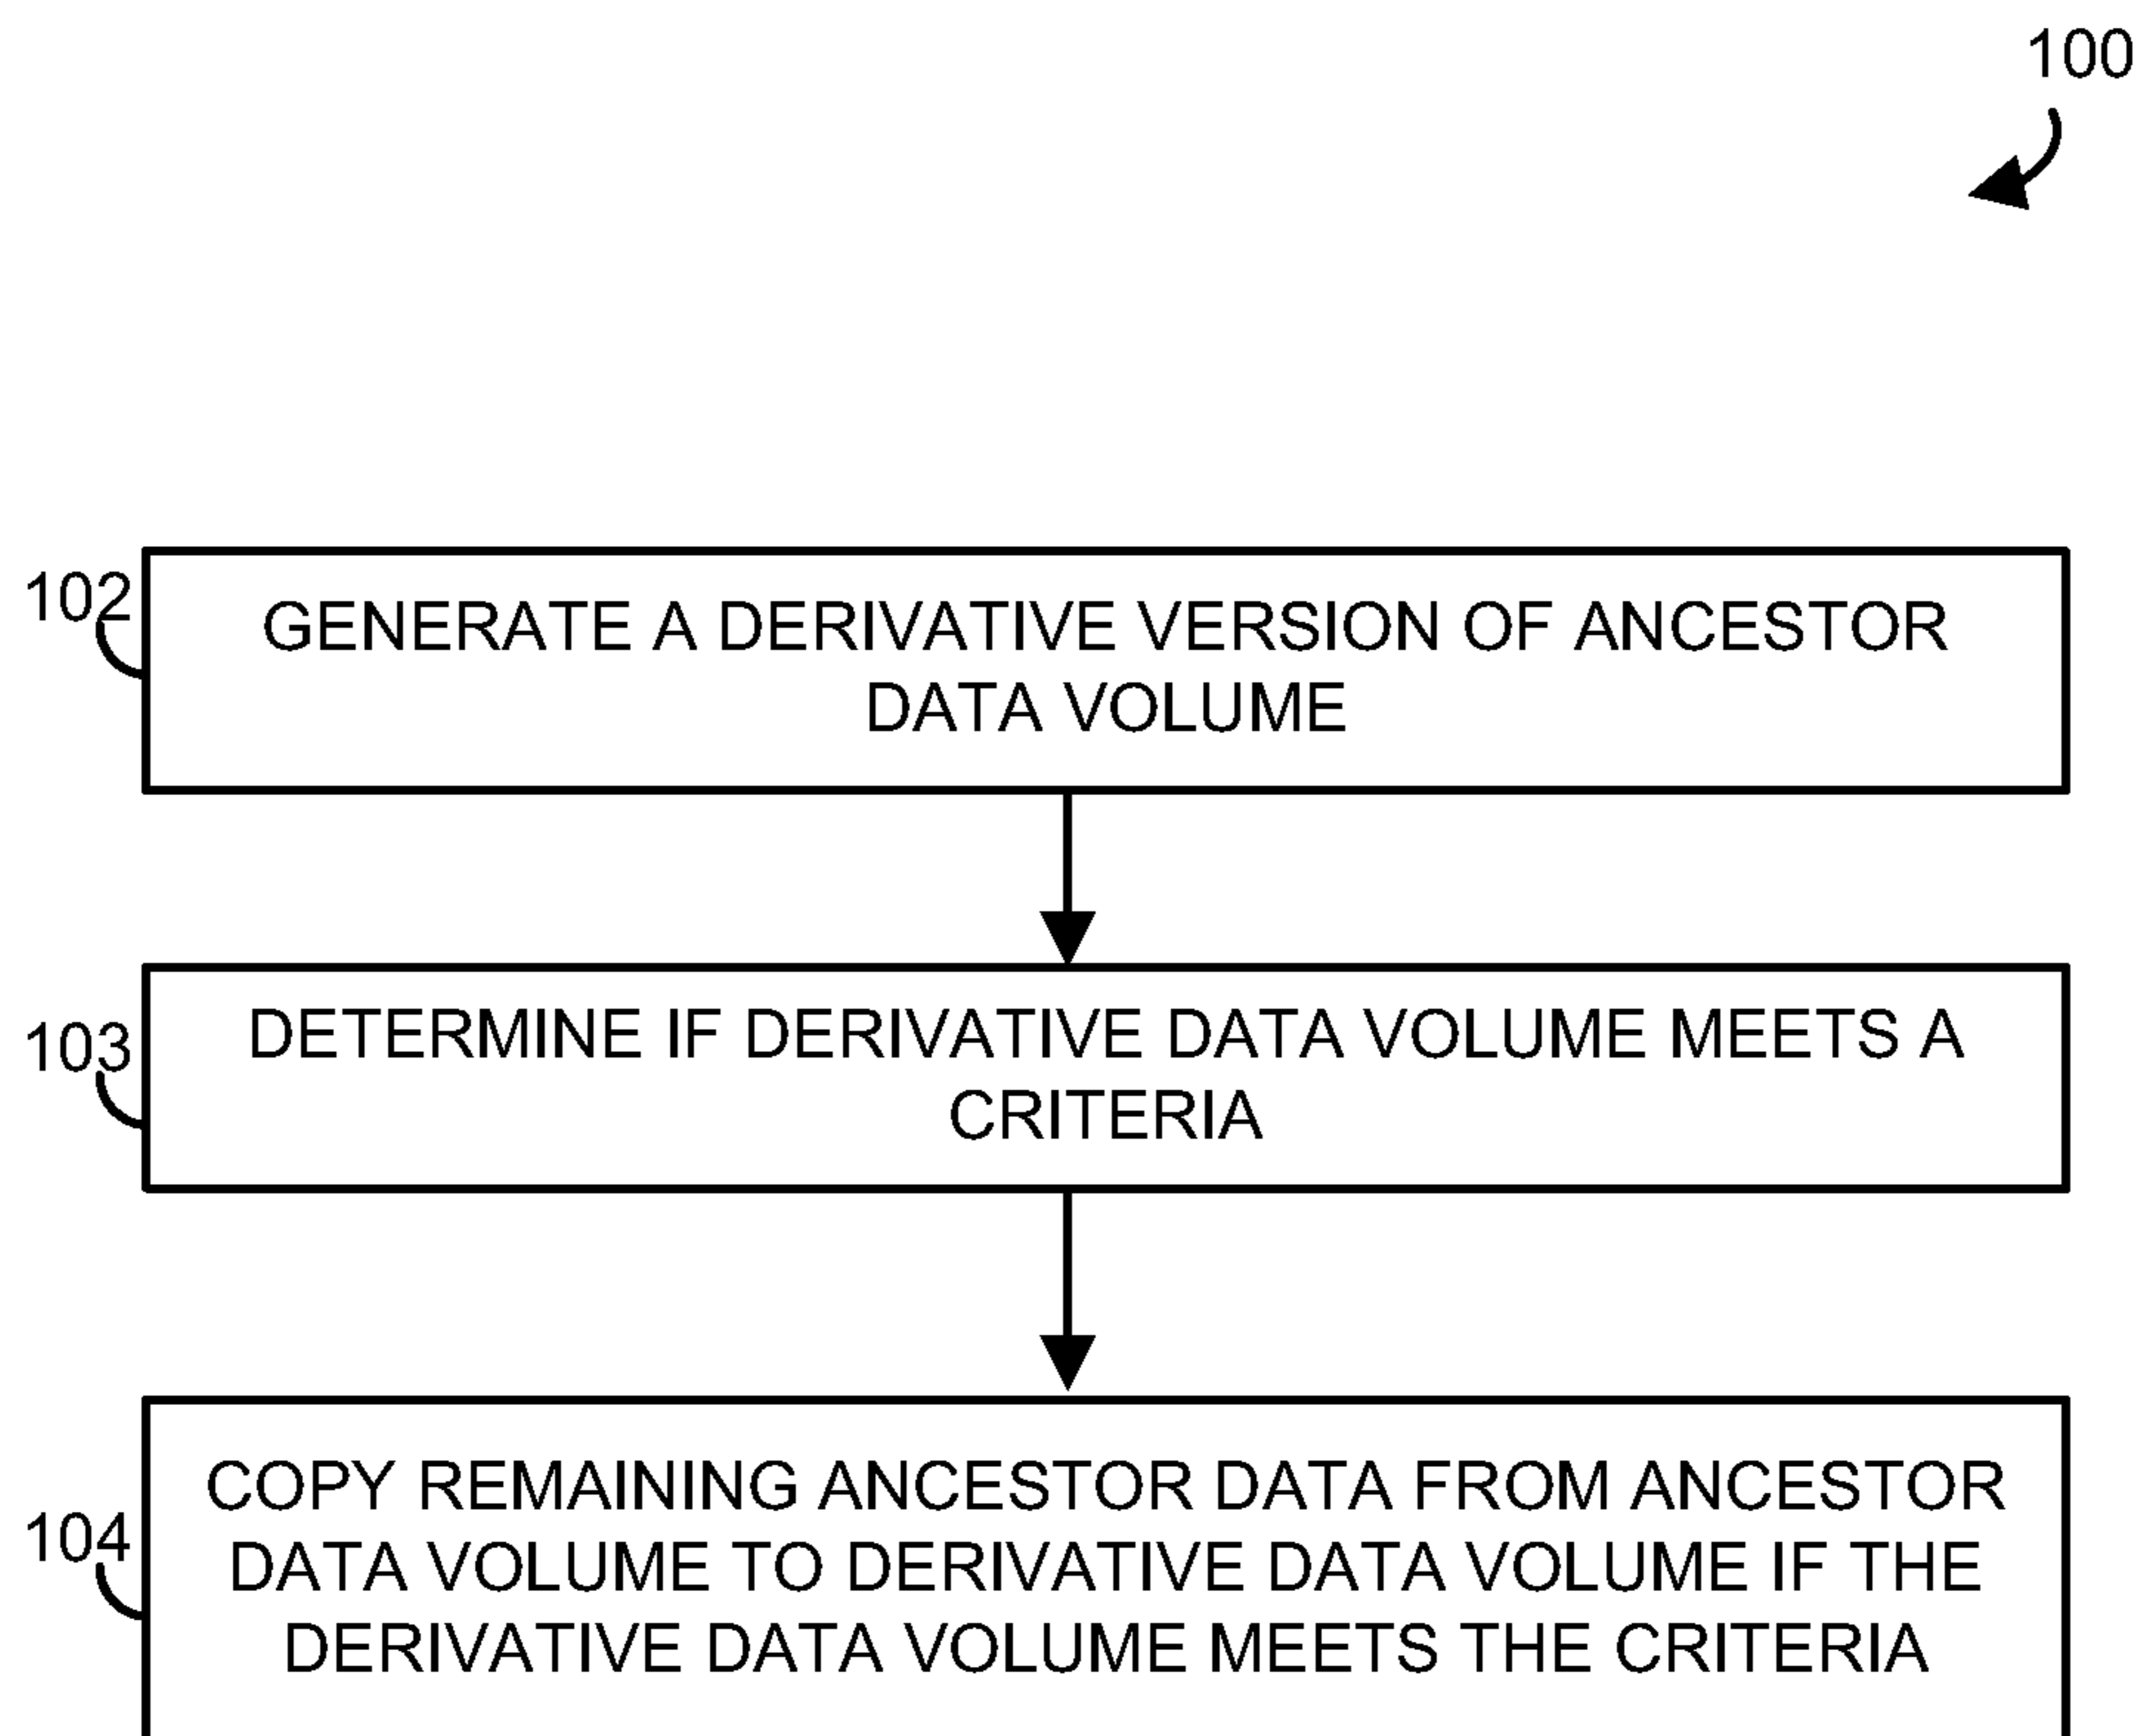 100
102
GENERATE A DERIVATIVE VERSION OF ANCESTOR
DATA VOLUME
103
DETERMINE IF DERIVATIVE DATA VOLUME MEETS A
CRITERIA
104
COPY REMAINING ANCESTOR DATA FROM ANCESTOR
DATA VOLUME TO DERIVATIVE DATA VOLUME IF THE
DERIVATIVE DATA VOLUME MEETS THE CRITERIA